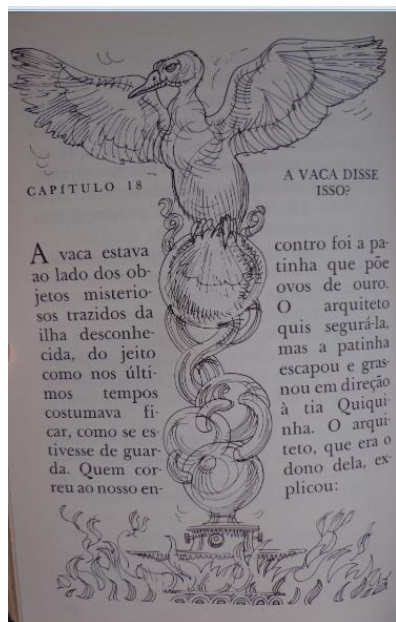 CAPÍTULO 18
A VACA DISSE
ISSO?
A vaca estava
ao lado dos ob-
jetos misterio-
sos trazidos da
ilha desconhe-
cida, do jeito
como nos últi-
mos tempos
costumava fi-
car, como se es-
tivesse de guar-
da. Quem cor-
reu ao nosso en-
contro foi a pa-
tinha que põe
ovos de ouro.
O arquiteto
quis segurá-la,
mas a patinha
escapou e gras-
nou em direção
à tia Quiqui-
nha. O arqui-
teto, que era o
dono dela, ex-
plicou: